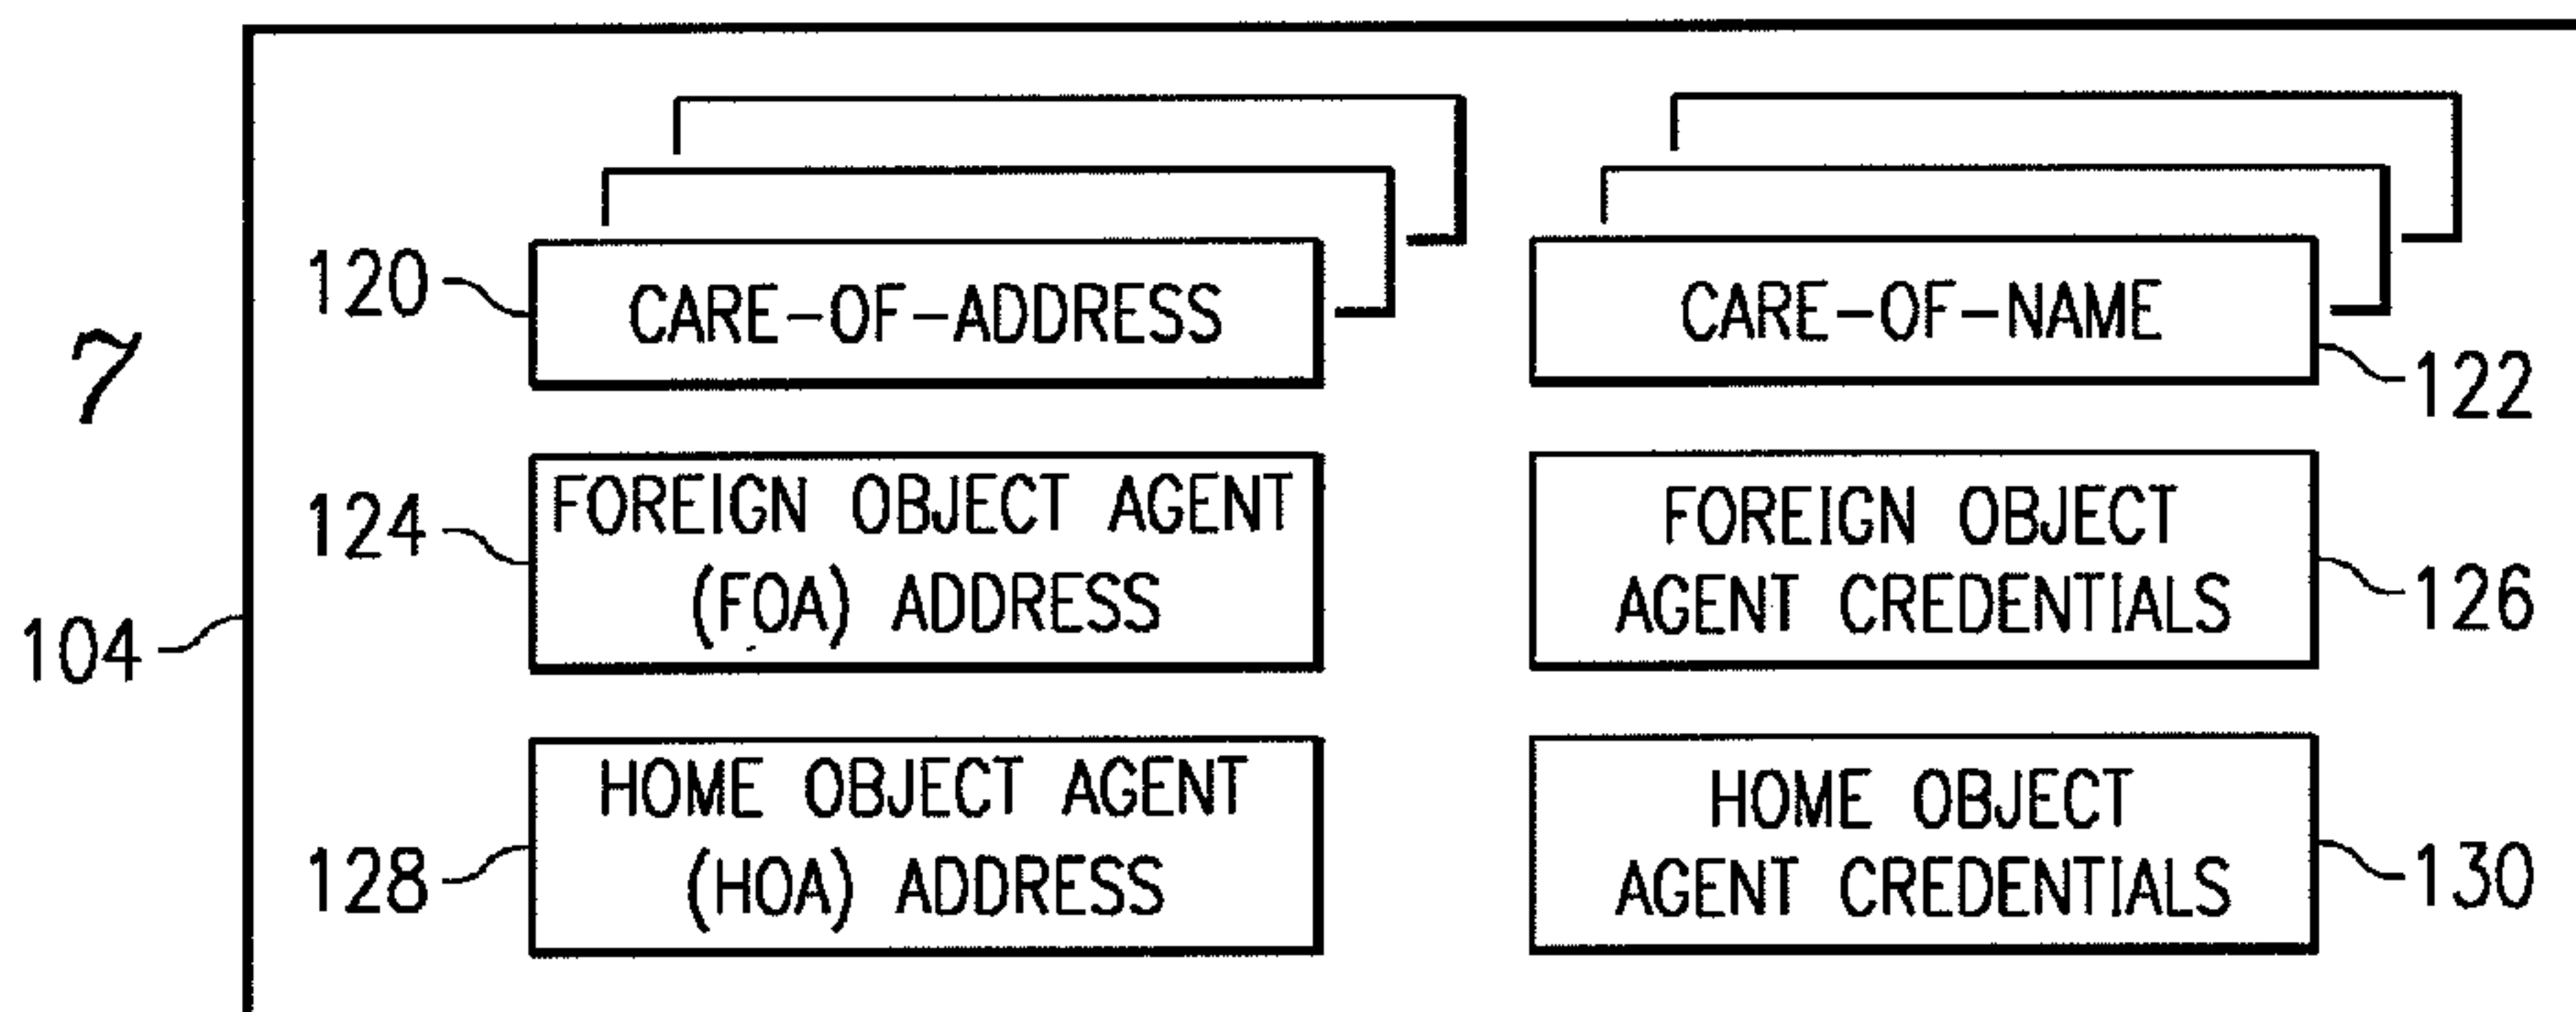 120
CARE-OF-ADDRESS
CARE-OF-NAME
122
7
124
FOREIGN OBJECT AGENT
(FOA) ADDRESS
FOREIGN OBJECT
AGENT CREDENTIALS
126
104
128
HOME OBJECT AGENT
(HOA) ADDRESS
HOME OBJECT
AGENT CREDENTIALS
130